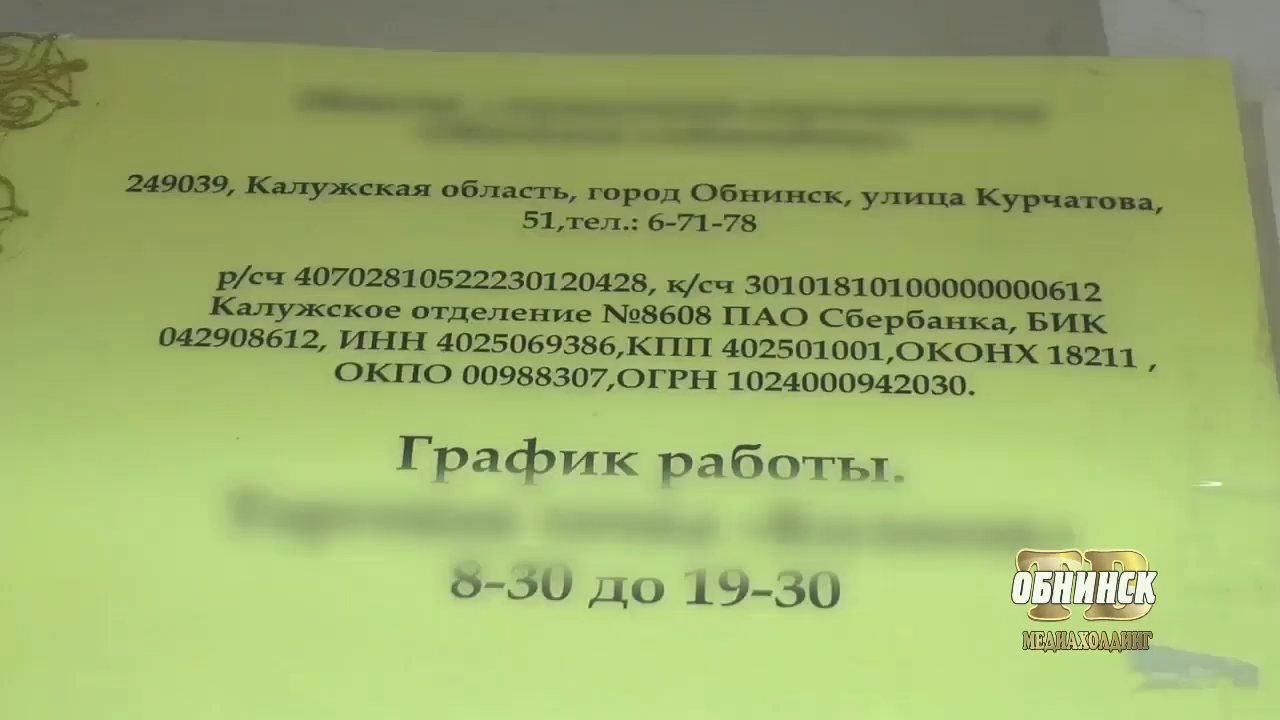 249039, Калужская область, город Обнинск, улица Курчатова,
51,тел.: 6-71-78
р/сч 40702810522230120428, к/сч 30101810100000000612
Калужское отделение №8608 ПАО Сбербанка, БИК
042908612, ИНН 4025069386,КПП 402501001,ОКОНХ 18211 ,
ОКПО 00988307,ОГРН 1024000942030.
График работы.
8-30 до 19-30
ТВ
ОБНИНСК
МЕДИАХОЛДИНГ